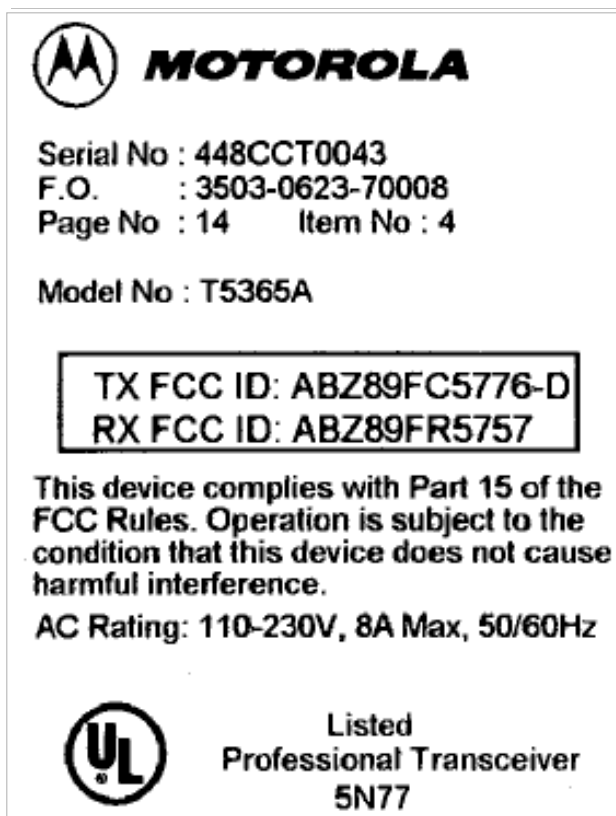 MOTOROLA
Serial No : 448CCT0043
F.O. : 3503-0623-70008
Page No : 14 Item No : 4
Model No : T5365A
TX FCC ID: ABZ89FC5776-D
RX FCC ID: ABZ89FR5757
This device complies with Part 15 of the
FCC Rules. Operation is subject to the
condition that this device does not cause
harmful interference.
AC Rating: 110-230V, 8A Max, 50/60Hz
UL ®
Listed
Professional Transceiver
5N77